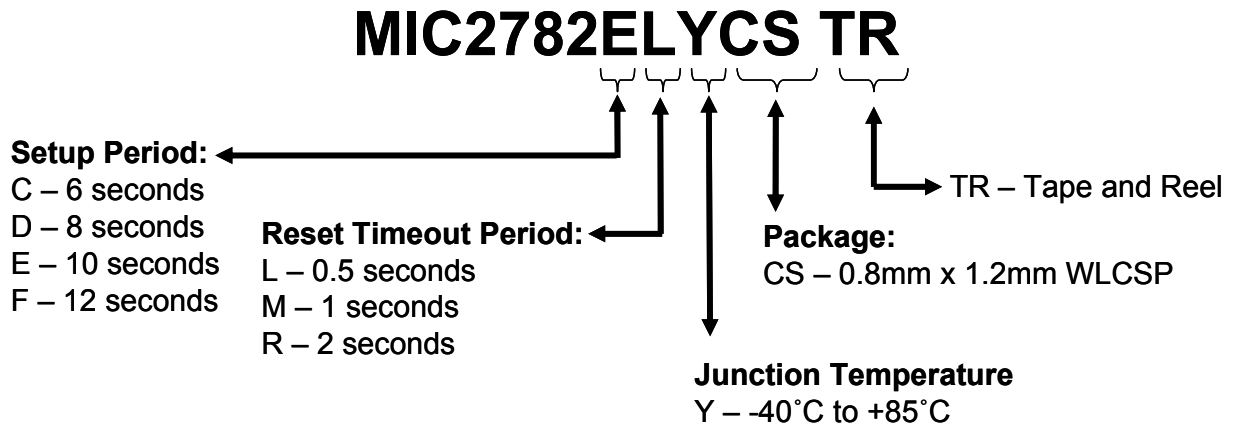 MIC2782ELYCS TR
Setup Period:
C – 6 seconds
D – 8 seconds
E – 10 seconds
F – 12 seconds
Reset Timeout Period:
L – 0.5 seconds
M – 1 seconds
R – 2 seconds
Junction Temperature
Y – -40˚C to +85˚C
Package:
CS – 0.8mm x 1.2mm WLCSP
TR – Tape and Reel